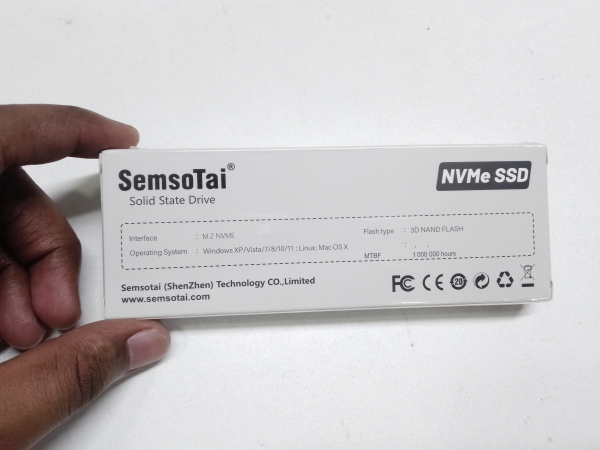 SemsoTai®
Solid State Drive
NVMe SSD
Interface : M.2 NVME
Operating System : Windows XP/Vista/7/8/10/11 ; Linux; Mac OS X
Flash type : 3D NAND FLASH
: . .
MTBF 1 000 000 hours
Semsotai (ShenZhen) Technology CO.,Limited
www.semsotai.com
FC CE 20